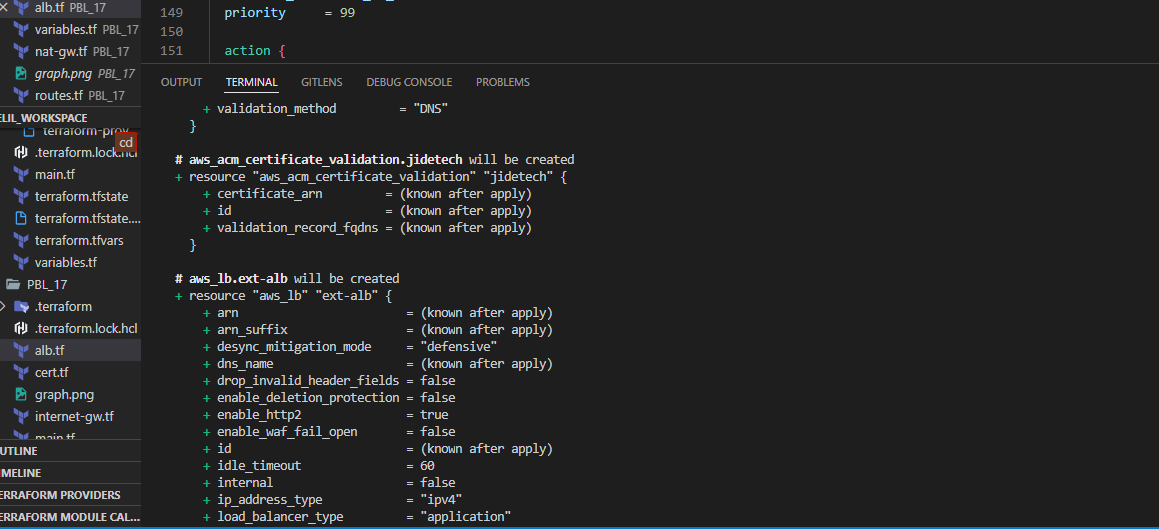 alb.tf PBL_17
variables.tf PBL_17
nat-gw.tf PBL_17
graph.png PBL_17
routes.tf PBL_17
ELIL_WORKSPACE
terraform-prov
cd
.terraform.lock.hcl
main.tf
terraform.tfstate
terraform.tfstate....
terraform.tfvars
variables.tf
PBL_17
.terraform
.terraform.lock.hcl
alb.tf
cert.tf
graph.png
internet-gw.tf
main.tf
UTLINE
IMELINE
ERRAFORM PROVIDERS
ERRAFORM MODULE CAL...
149 priority = 99
150
151 action {
OUTPUT TERMINAL GITLENS DEBUG CONSOLE PROBLEMS
+ validation_method = "DNS"
}
# aws_acm_certificate_validation.jidetech will be created
+ resource "aws_acm_certificate_validation" "jidetech" {
+ certificate_arn = (known after apply)
+ id = (known after apply)
+ validation_record_fqdns = (known after apply)
}
# aws_lb.ext-alb will be created
+ resource "aws_lb" "ext-alb" {
+ arn = (known after apply)
+ arn_suffix = (known after apply)
+ desync_mitigation_mode = "defensive"
+ dns_name = (known after apply)
+ drop_invalid_header_fields = false
+ enable_deletion_protection = false
+ enable_http2 = true
+ enable_waf_fail_open = false
+ id = (known after apply)
+ idle_timeout = 60
+ internal = false
+ ip_address_type = "ipv4"
+ load_balancer_type = "application"